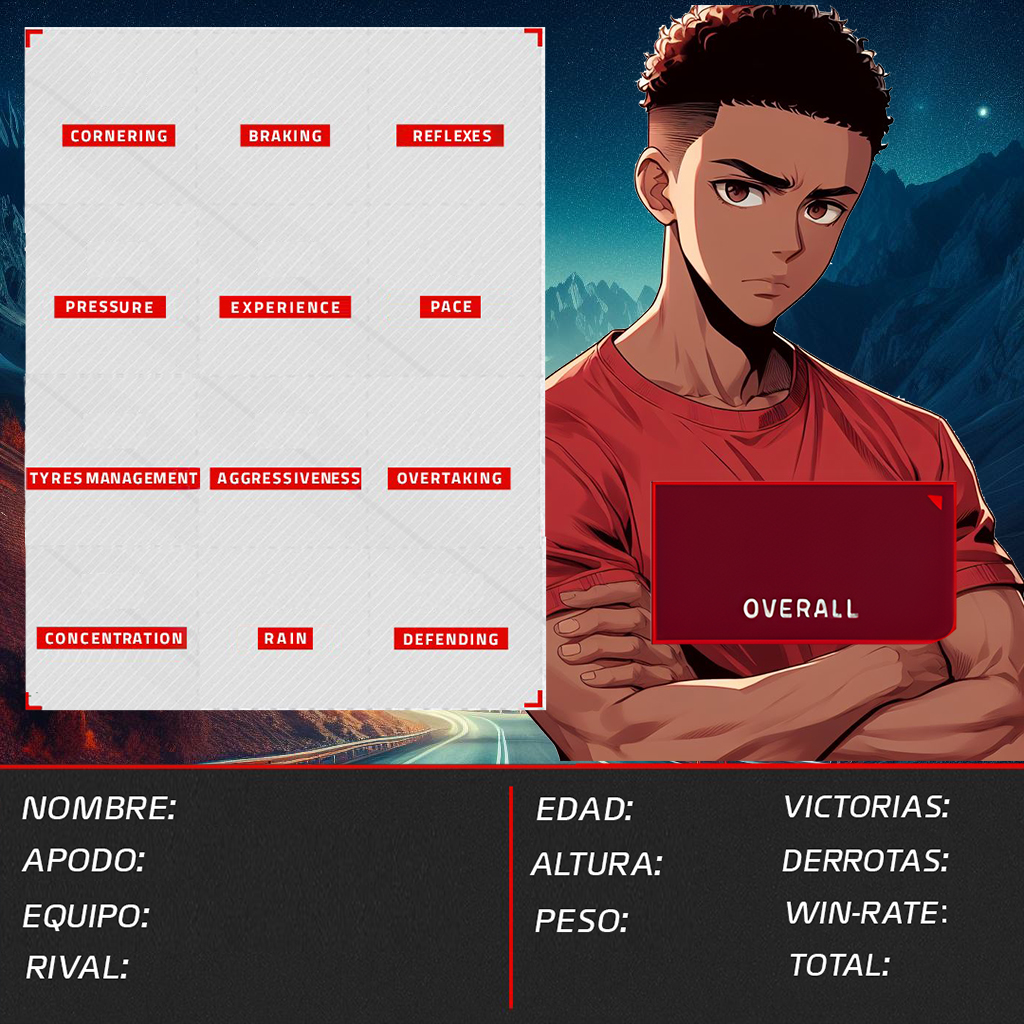 CORNERING BRAKING REFLEXES
PRESSURE EXPERIENCE PACE
TYRES MANAGEMENT AGGRESSIVENESS OVERTAKING
CONCENTRATION RAIN DEFENDING
OVERALL
NOMBRE:
APODO:
EQUIPO:
RIVAL:
EDAD:
ALTURA:
PESO:
VICTORIAS:
DERROTAS:
WIN-RATE:
TOTAL: